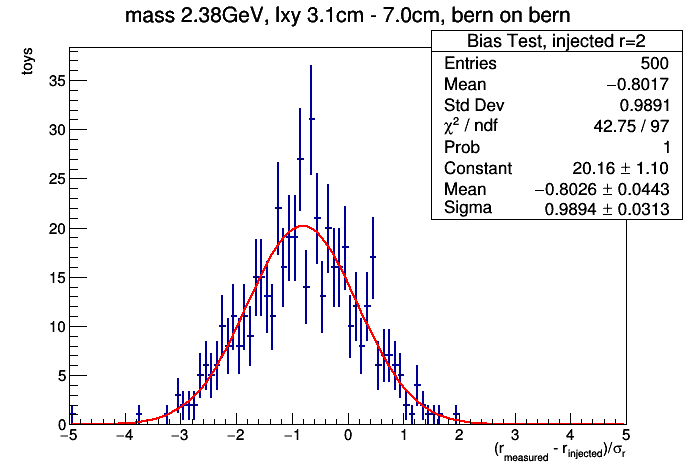 mass 2.38GeV, lxy 3.1cm - 7.0cm, bern on bern
Bias Test, injected r=2
Entries 500
Mean −0.8017
Std Dev 0.9891
χ² / ndf 42.75 / 97
Prob 1
Constant 20.16 ± 1.10
Mean −0.8026 ± 0.0443
Sigma 0.9894 ± 0.0313
toys
35
30
25
20
15
10
5
0
−5 −4 −3 −2 −1 0 1 2 3 4 5
(r_measured - r_injected)/σ_r